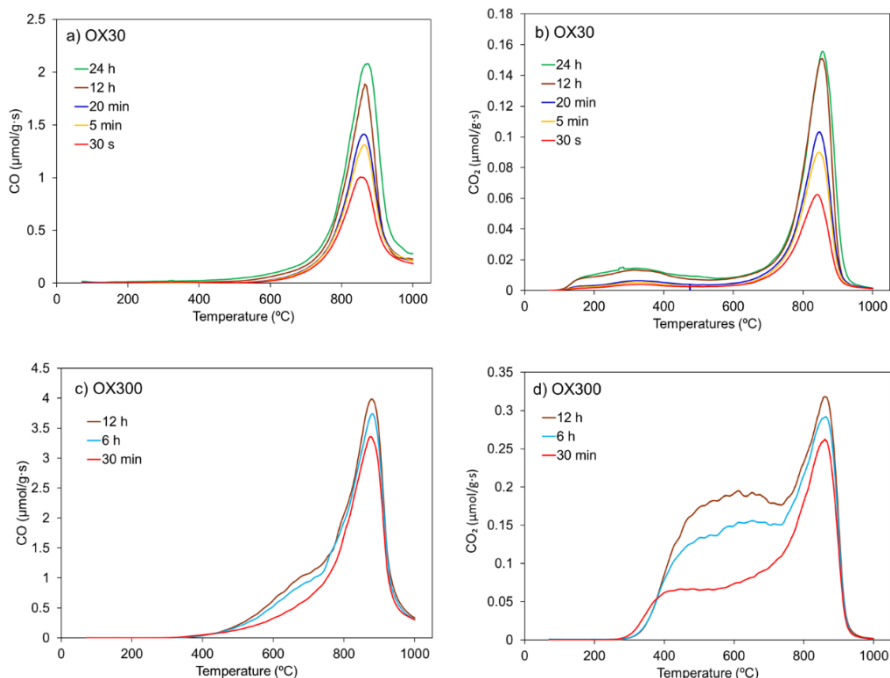 a) OX30
24 h
12 h
20 min
5 min
30 s
CO (µmol/g·s)
2.5
2
1.5
1
0.5
0
0 200 400 600 800 1000
Temperature (ºC)
b) OX30
24 h
12 h
20 min
5 min
30 s
CO₂ (µmol/g·s)
0.18
0.16
0.14
0.12
0.10
0.08
0.06
0.04
0.02
0.00
0 200 400 600 800 1000
Temperatures (ºC)
c) OX300
12 h
6 h
30 min
CO (µmol/g·s)
4.5
4
3.5
3
2.5
2
1.5
1
0.5
0
0 200 400 600 800 1000
Temperature (ºC)
d) OX300
12 h
6 h
30 min
CO₂ (µmol/g·s)
0.35
0.3
0.25
0.2
0.15
0.1
0.05
0
0 200 400 600 800 1000
Temperature (ºC)